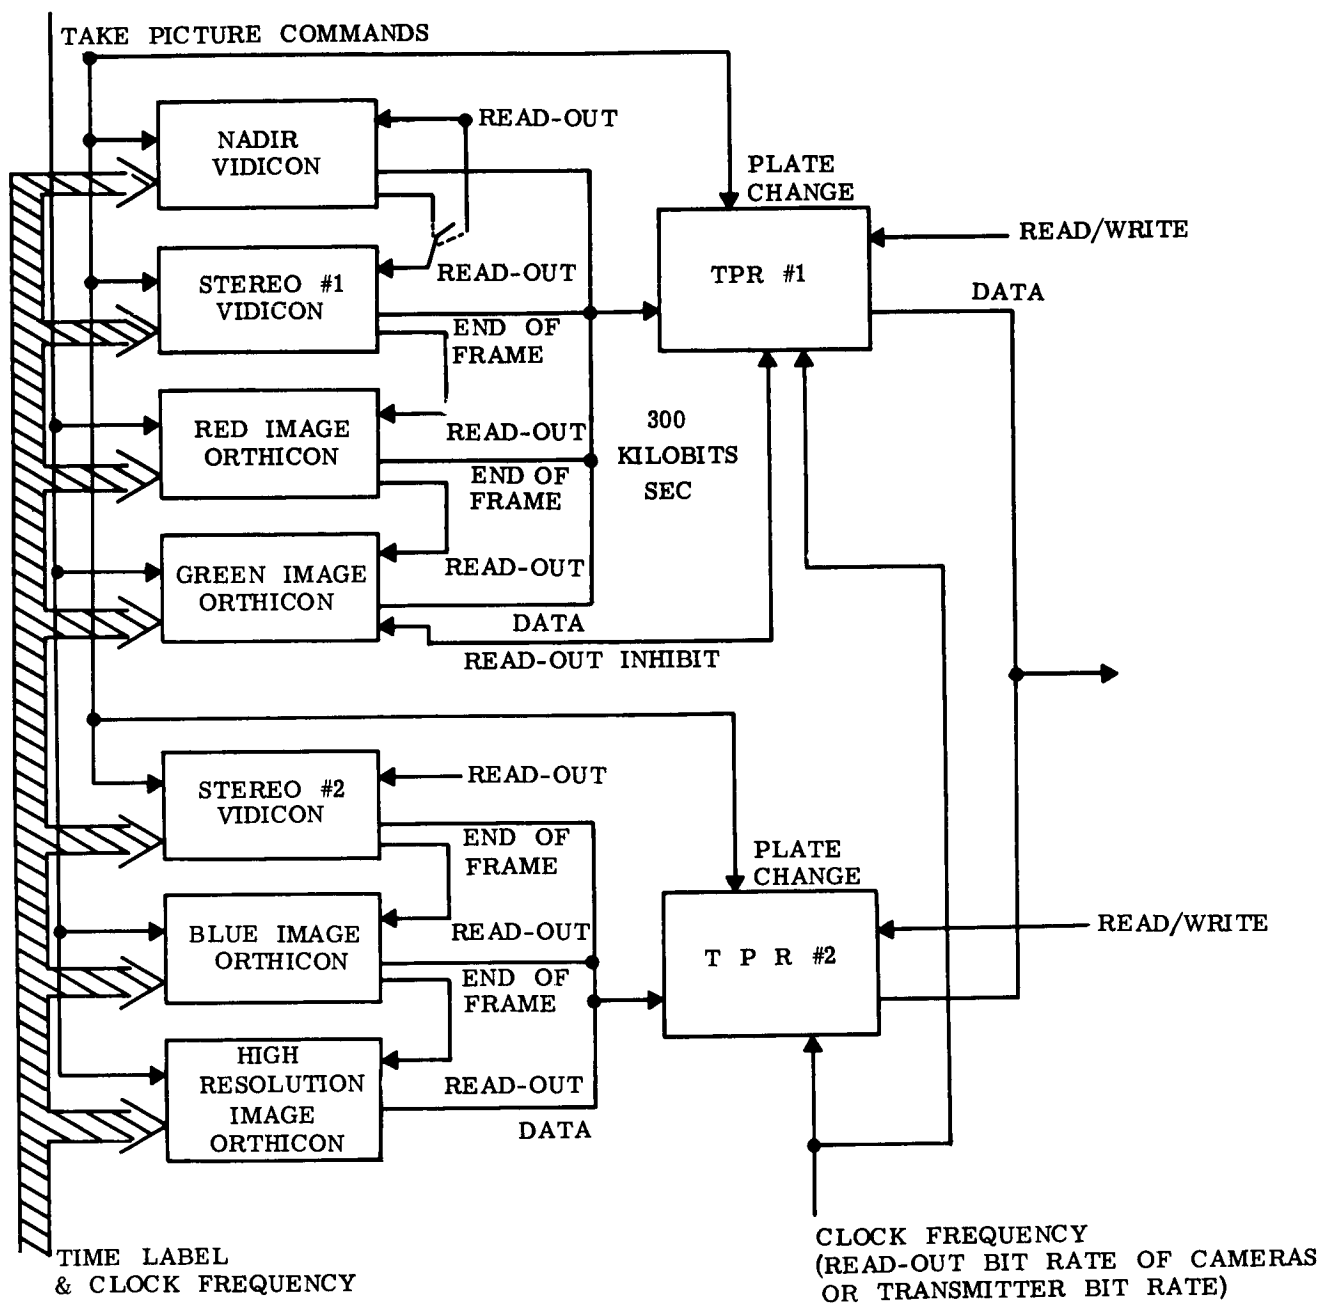 TAKE PICTURE COMMANDS
NADIR
VIDICON
READ-OUT
PLATE
CHANGE
READ/WRITE
STEREO #1
VIDICON
READ-OUT
TPR #1
DATA
END OF
FRAME
RED IMAGE
ORTHICON
READ-OUT
300
KILOBITS
SEC
END OF
FRAME
GREEN IMAGE
ORTHICON
READ-OUT
DATA
READ-OUT INHIBIT
STEREO #2
VIDICON
READ-OUT
END OF
FRAME
PLATE
CHANGE
BLUE IMAGE
ORTHICON
READ-OUT
T P R #2
READ/WRITE
END OF
FRAME
HIGH
RESOLUTION
IMAGE
ORTHICON
READ-OUT
DATA
TIME LABEL
& CLOCK FREQUENCY
CLOCK FREQUENCY
(READ-OUT BIT RATE OF CAMERAS
OR TRANSMITTER BIT RATE)